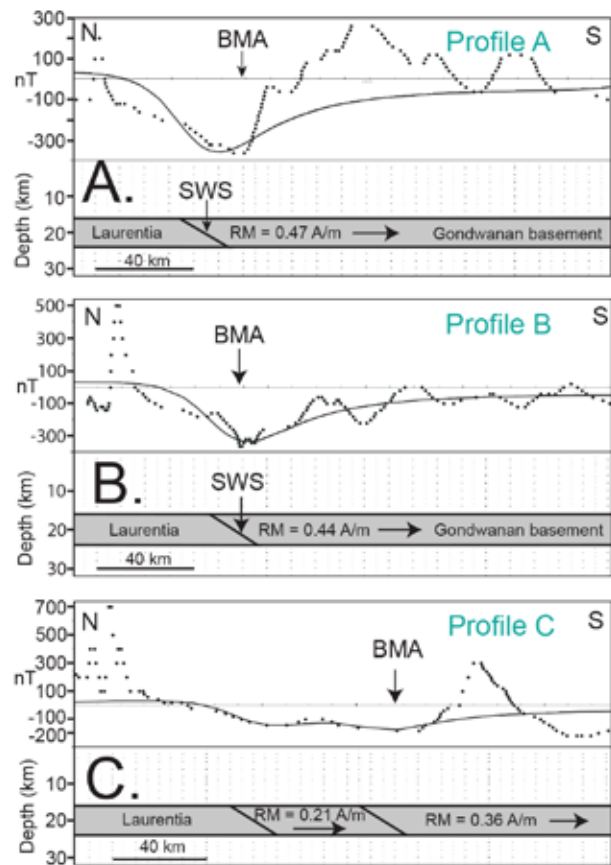 300
N
BMA
Profile A
S
100
nT
-100
-300
A.
SWS
Depth (km)
10
20
30
Laurentia
RM = 0.47 A/m
Gondwanan basement
40 km
500
N
BMA
Profile B
S
300
100
nT
-100
-300
B.
SWS
Depth (km)
10
20
30
Laurentia
RM = 0.44 A/m
Gondwanan basement
40 km
700
N
BMA
Profile C
S
500
300
nT
100
-100
-200
C.
Depth (km)
10
20
30
Laurentia
RM = 0.21 A/m
RM = 0.36 A/m
40 km